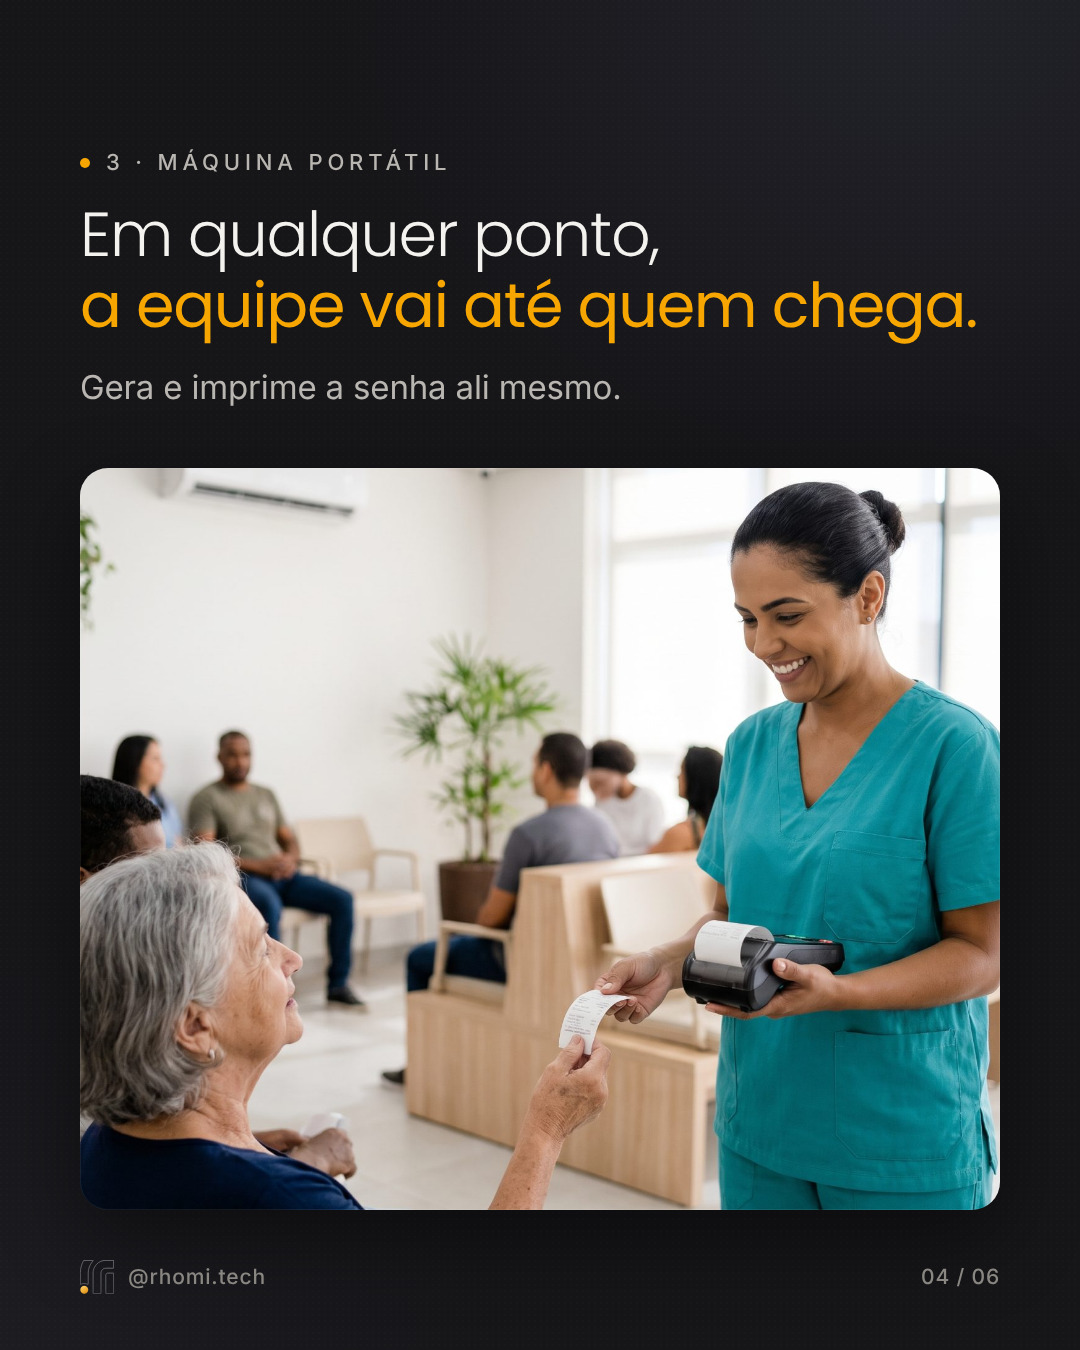 3 · MÁQUINA PORTÁTIL
Em qualquer ponto,
a equipe vai até quem chega.
Gera e imprime a senha ali mesmo.
@rhomi.tech
04 / 06